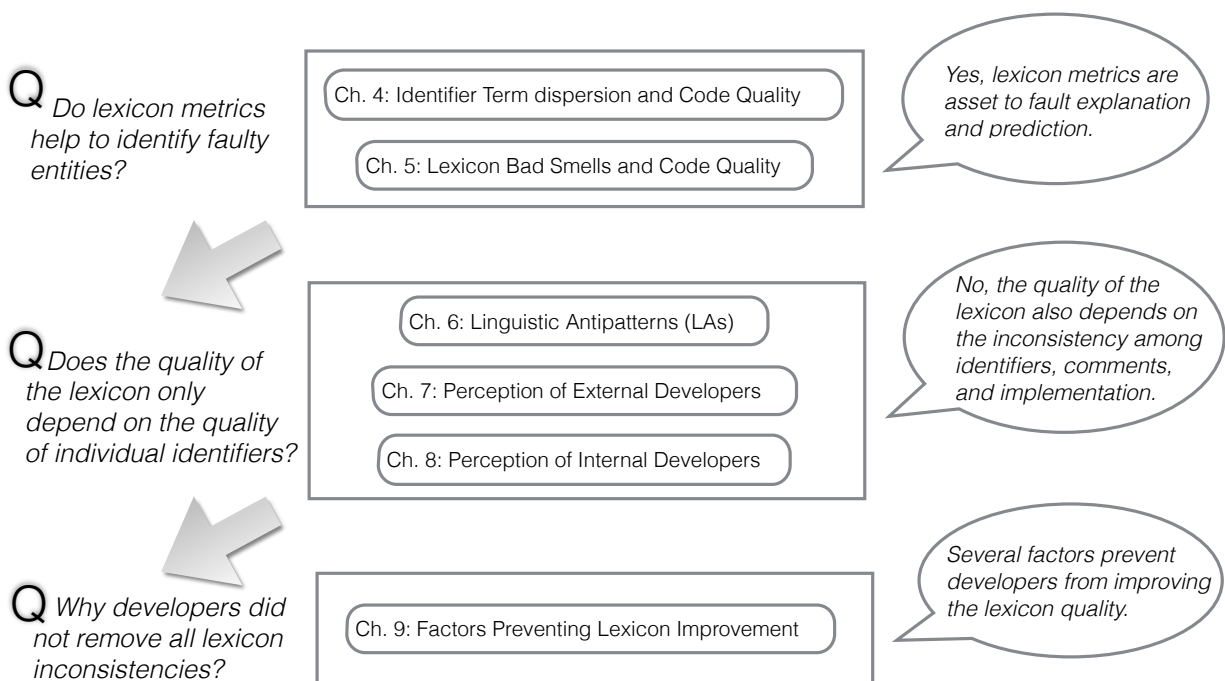 Q Do lexicon metrics
help to identify faulty
entities?
Ch. 4: Identifier Term dispersion and Code Quality
Ch. 5: Lexicon Bad Smells and Code Quality
Yes, lexicon metrics are
asset to fault explanation
and prediction.
Q Does the quality of
the lexicon only
depend on the quality
of individual identifiers?
Ch. 6: Linguistic Antipatterns (LAs)
Ch. 7: Perception of External Developers
Ch. 8: Perception of Internal Developers
No, the quality of the
lexicon also depends on
the inconsistency among
identifiers, comments,
and implementation.
Q Why developers did
not remove all lexicon
inconsistencies?
Ch. 9: Factors Preventing Lexicon Improvement
Several factors prevent
developers from improving
the lexicon quality.